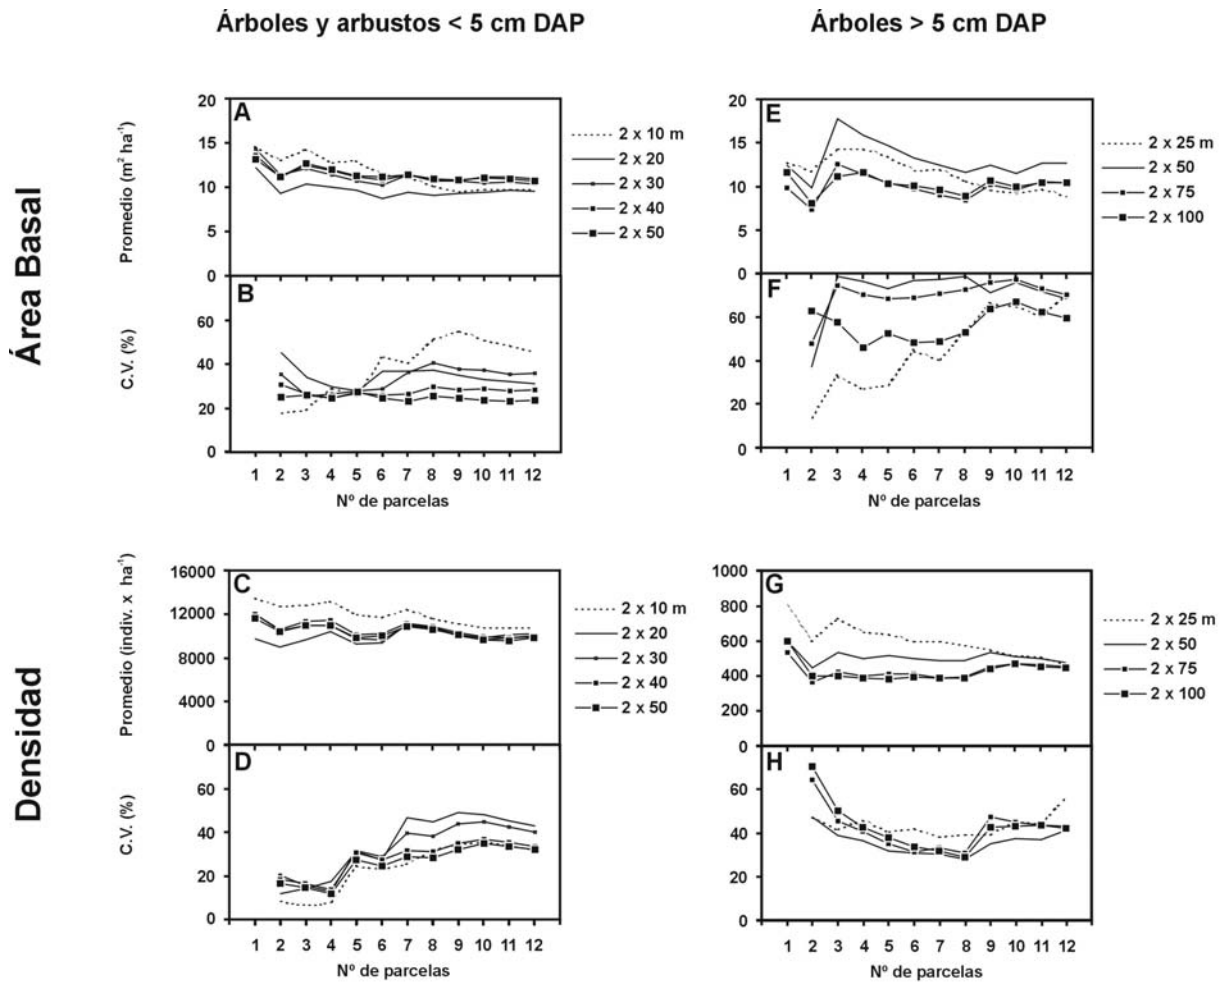 Árboles y arbustos < 5 cm DAP
Árboles > 5 cm DAP
Área Basal
Promedio (m² ha⁻¹)
20
15
10
5
0
A
2 x 10 m
2 x 20
2 x 30
2 x 40
2 x 50
20
15
10
5
0
E
2 x 25 m
2 x 50
2 x 75
2 x 100
C.V. (%)
60
40
20
0
B
1 2 3 4 5 6 7 8 9 10 11 12
Nº de parcelas
60
40
20
0
F
1 2 3 4 5 6 7 8 9 10 11 12
Nº de parcelas
Densidad
Promedio (indiv. x ha⁻¹)
16000
12000
8000
4000
0
C
2 x 10 m
2 x 20
2 x 30
2 x 40
2 x 50
1000
800
600
400
200
0
G
2 x 25 m
2 x 50
2 x 75
2 x 100
C.V. (%)
60
40
20
0
D
1 2 3 4 5 6 7 8 9 10 11 12
Nº de parcelas
60
40
20
0
H
1 2 3 4 5 6 7 8 9 10 11 12
Nº de parcelas